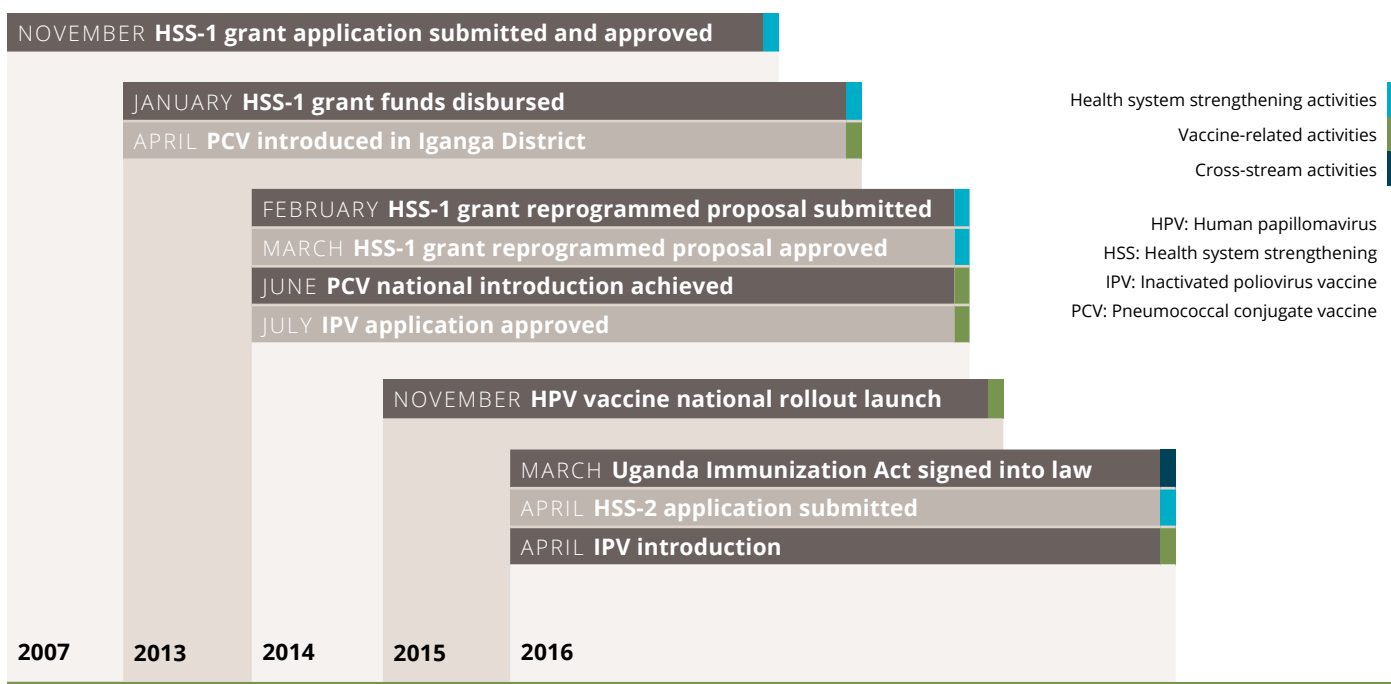 NOVEMBER HSS-1 grant application submitted and approved
JANUARY HSS-1 grant funds disbursed
APRIL PCV introduced in Iganga District
FEBRUARY HSS-1 grant reprogrammed proposal submitted
MARCH HSS-1 grant reprogrammed proposal approved
JUNE PCV national introduction achieved
JULY IPV application approved
NOVEMBER HPV vaccine national rollout launch
MARCH Uganda Immunization Act signed into law
APRIL HSS-2 application submitted
APRIL IPV introduction
2007
2013
2014
2015
2016
Health system strengthening activities
Vaccine-related activities
Cross-stream activities
HPV: Human papillomavirus
HSS: Health system strengthening
IPV: Inactivated poliovirus vaccine
PCV: Pneumococcal conjugate vaccine